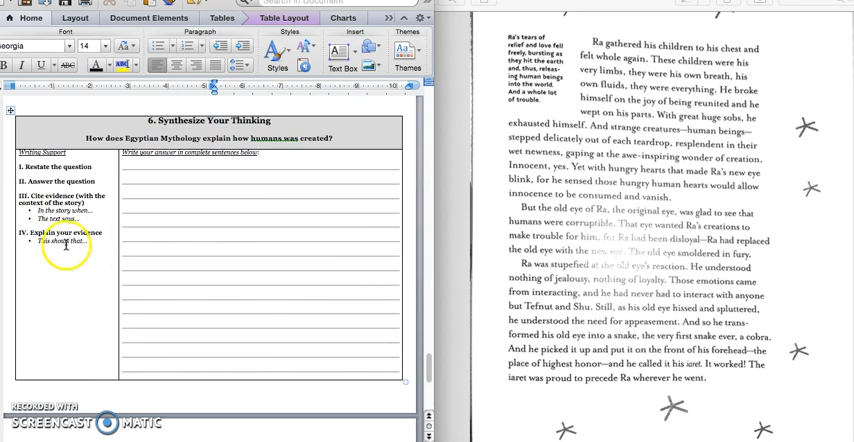 Search in Document
Home Layout Document Elements Tables Table Layout Charts
Font Paragraph Styles Insert Themes
eorgia 14 Aa
B I U ABC A ABC
Styles Text Box Themes
6. Synthesize Your Thinking
How does Egyptian Mythology explain how humans was created?
Writing Support
I. Restate the question
II. Answer the question
III. Cite evidence (with the
context of the story)
• In the story when...
• The text says...
IV. Explain your evidence
• This shows that...
Write your answer in complete sentences below:
RECORDED WITH
SCREENCAST MATIC
Ra's tears of
relief and love fell
freely, bursting as
they hit the earth
and, thus, releas-
ing human beings
into the world.
And a whole lot
of trouble.
Ra gathered his children to his chest and
felt whole again. These children were his
very limbs, they were his own breath, his
own fluids, they were everything. He broke
himself on the joy of being reunited and he
wept on his parts. With great huge sobs, he
exhausted himself. And strange creatures—human beings—
stepped delicately out of each teardrop, resplendent in their
wet newness, gaping at the awe-inspiring wonder of creation.
Innocent, yes. Yet with hungry hearts that made Ra's new eye
blink, for he sensed those hungry human hearts would allow
innocence to be consumed and vanish.
But the old eye of Ra, the original eye, was glad to see that
humans were corruptible. That eye wanted Ra's creations to
make trouble for him, for Ra had been disloyal—Ra had replaced
the old eye with the new eye. The old eye smoldered in fury.
Ra was stupefied at the old eye's reaction. He understood
nothing of jealousy, nothing of loyalty. Those emotions came
from interacting, and he had never had to interact with anyone
but Tefnut and Shu. Still, as his old eye hissed and spluttered,
he understood the need for appeasement. And so he trans-
formed his old eye into a snake, the very first snake ever, a cobra.
And he picked it up and put it on the front of his forehead—the
place of highest honor—and he called it his iaret. It worked! The
iaret was proud to precede Ra wherever he went.